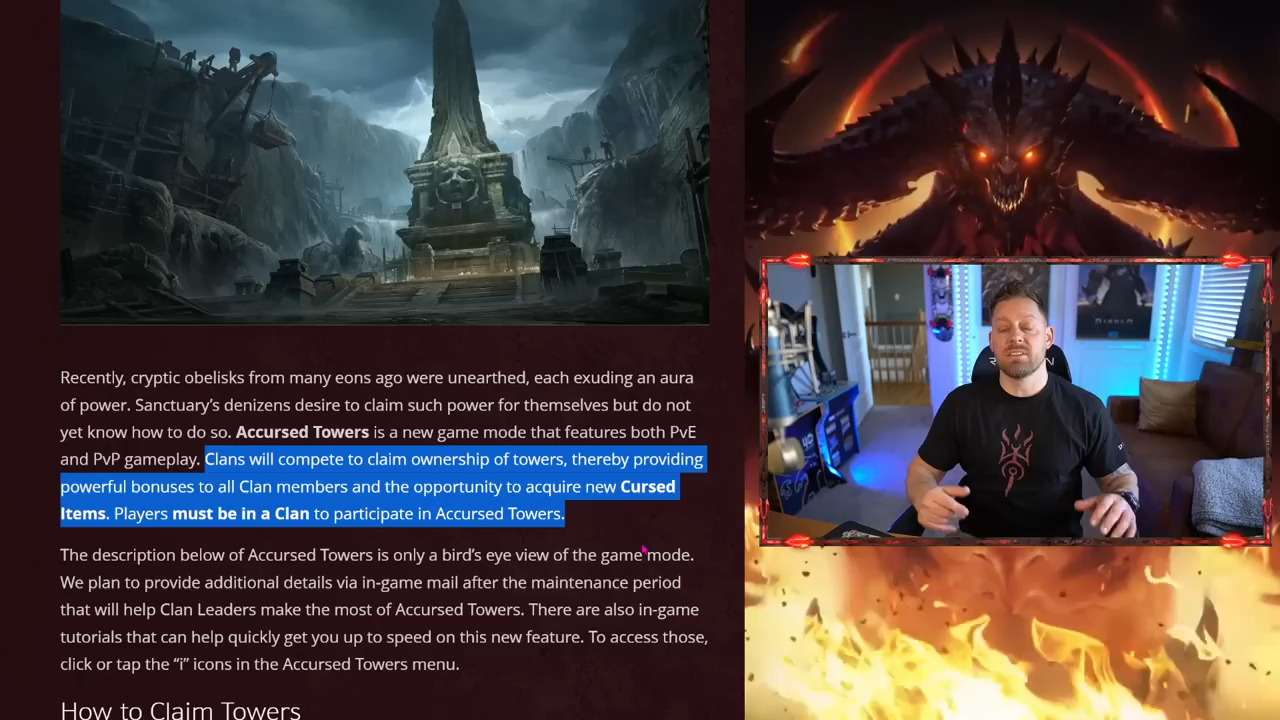 Recently, cryptic obelisks from many eons ago were unearthed, each exuding an aura
of power. Sanctuary’s denizens desire to claim such power for themselves but do not
yet know how to do so. Accursed Towers is a new game mode that features both PvE
and PvP gameplay. Clans will compete to claim ownership of towers, thereby providing
powerful bonuses to all Clan members and the opportunity to acquire new Cursed
Items. Players must be in a Clan to participate in Accursed Towers.
The description below of Accursed Towers is only a bird’s eye view of the game mode.
We plan to provide additional details via in-game mail after the maintenance period
that will help Clan Leaders make the most of Accursed Towers. There are also in-game
tutorials that can help quickly get you up to speed on this new feature. To access those,
click or tap the “i” icons in the Accursed Towers menu.
How to Claim Towers
DIABLO